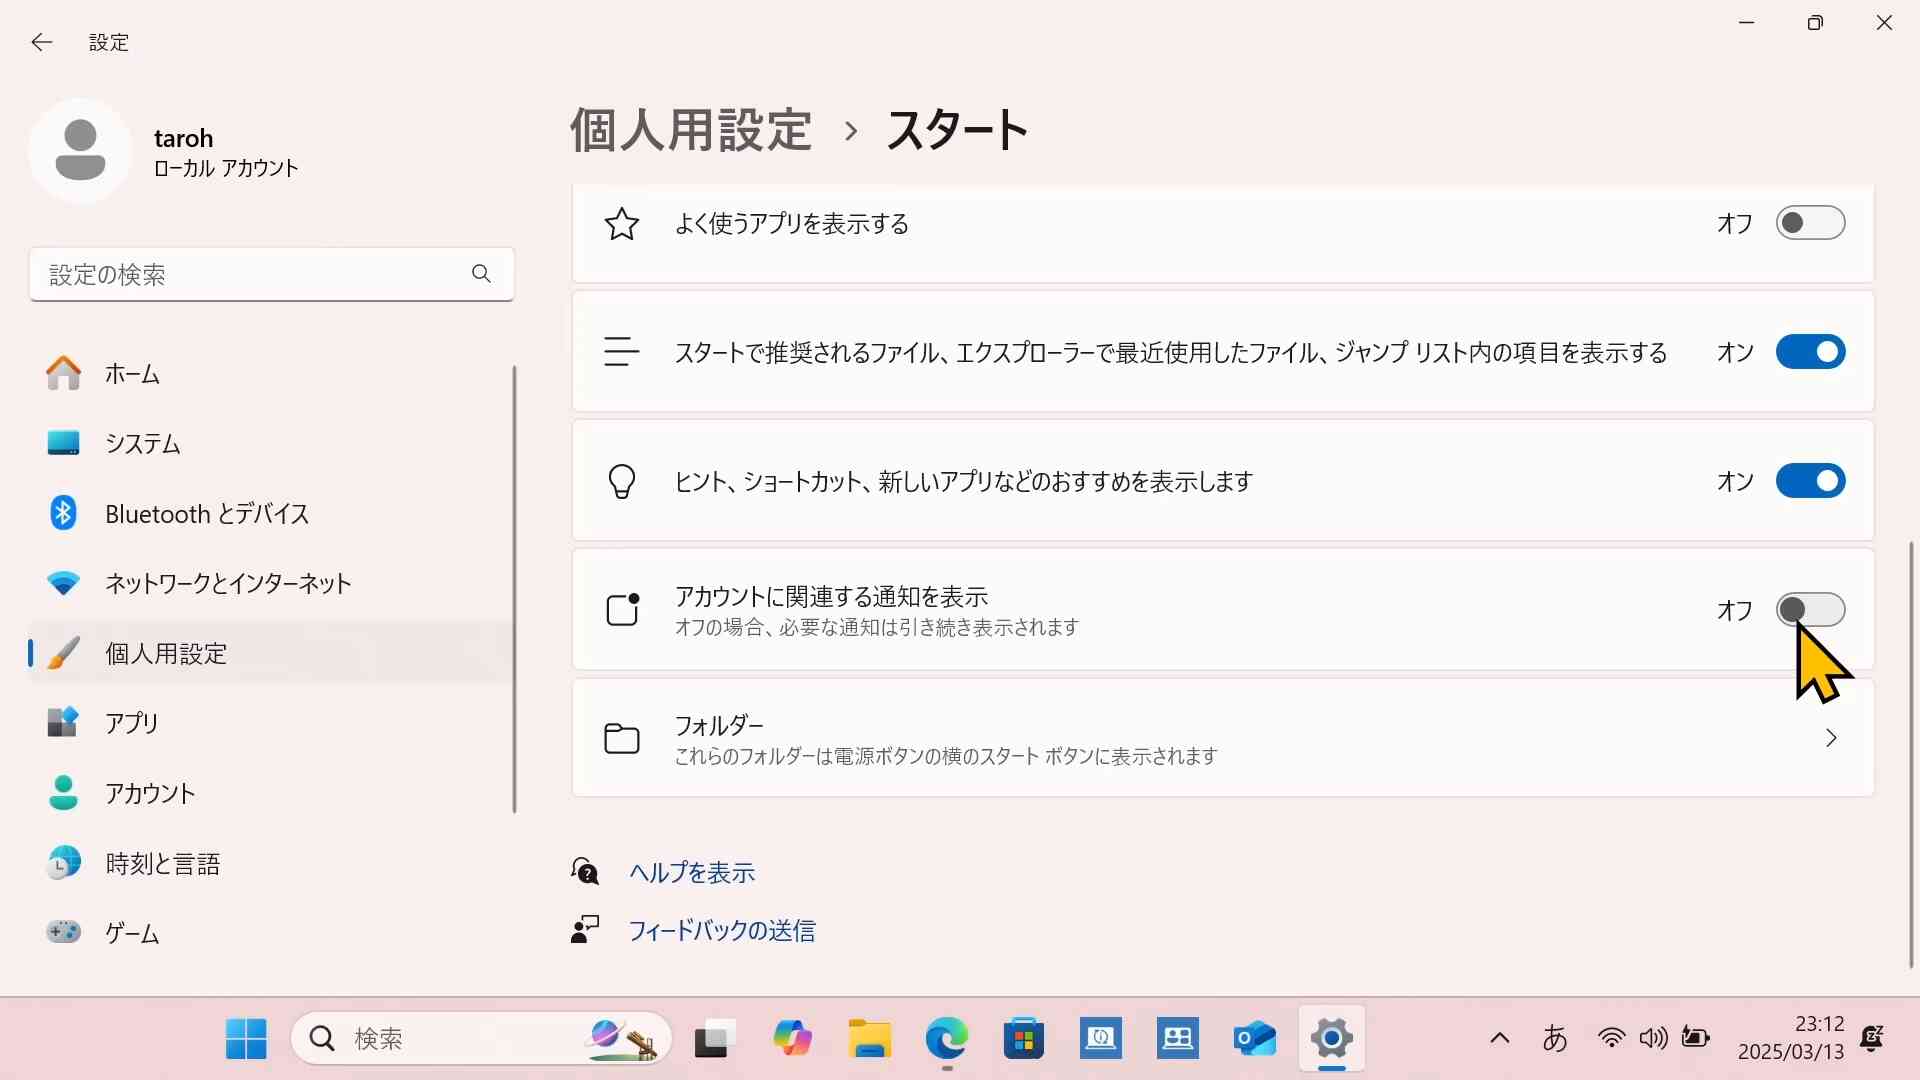 設定
taroh
ローカル アカウント
設定の検索
ホーム
システム
Bluetooth とデバイス
ネットワークとインターネット
個人用設定
アプリ
アカウント
時刻と言語
ゲーム
個人用設定 › スタート
よく使うアプリを表示する オフ
スタートで推奨されるファイル、エクスプローラーで最近使用したファイル、ジャンプ リスト内の項目を表示する オン
ヒント、ショートカット、新しいアプリなどのおすすめを表示します オン
アカウントに関連する通知を表示 オフ
オフの場合、必要な通知は引き続き表示されます
フォルダー
これらのフォルダーは電源ボタンの横のスタート ボタンに表示されます
ヘルプを表示
フィードバックの送信
検索
あ
23:12
2025/03/13